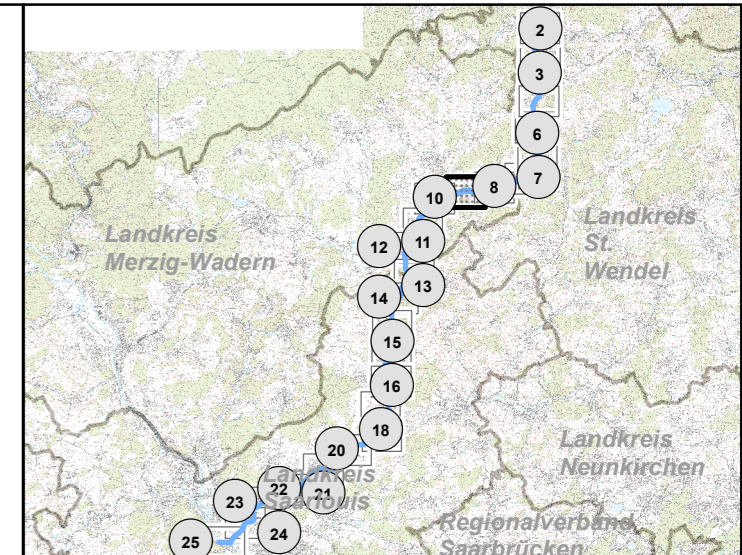 2
3
6
7
8
10
Landkreis
St.
Wendel
Landkreis
Merzig-Wadern
12
11
13
14
15
16
18
20
Landkreis
Neunkirchen
Landkreis
Saarlouis
22
21
23
24
25
Regionalverband
Saarbrücken